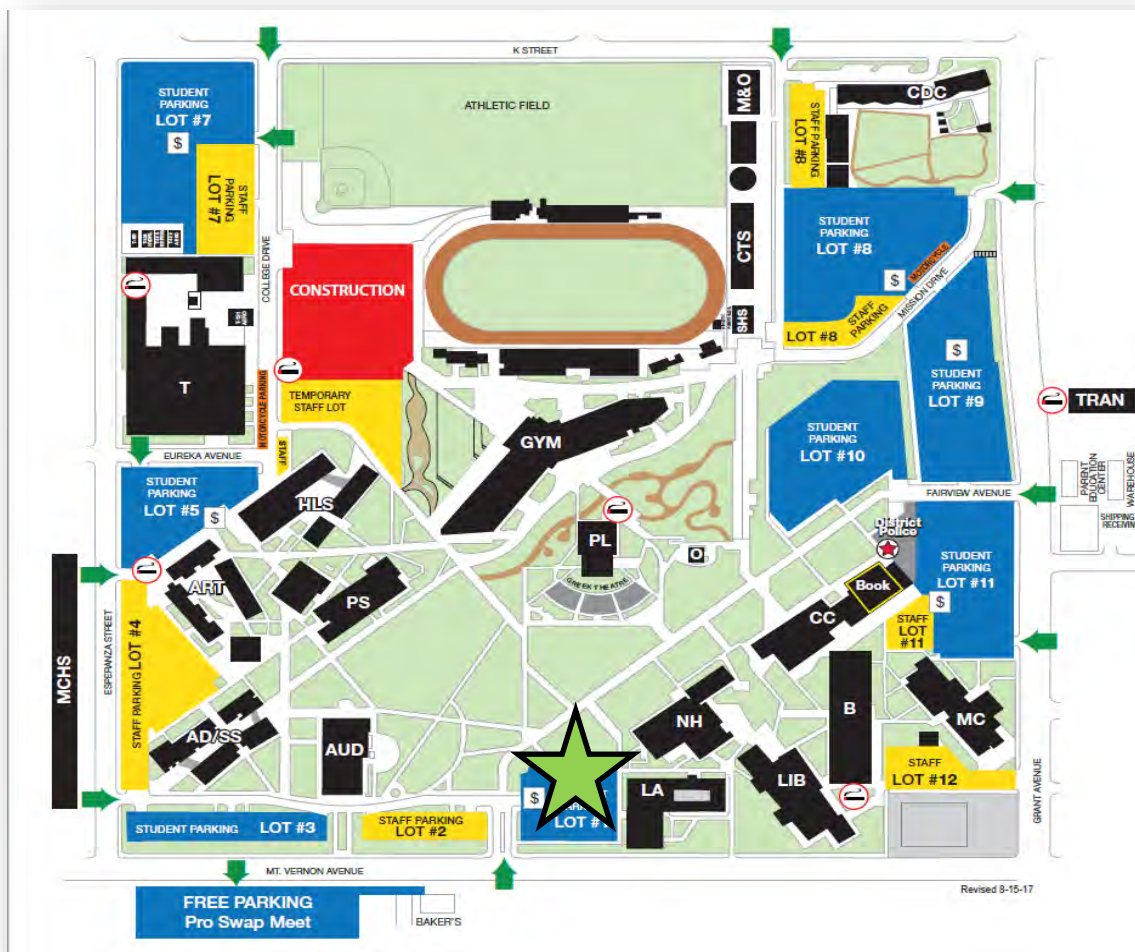 K STREET
STUDENT
PARKING
LOT #7
$
STAFF
PARKING
LOT #7
ATHLETIC FIELD
M&O
STAFF PARKING
LOT #8
CDC
COLLEGE DRIVE
CONSTRUCTION
CTS
SHS
STUDENT
PARKING
LOT #8
$
MOTORCYCLE
MISSION DRIVE
STAFF
PARKING
LOT #8
T
MOTORCYCLE PARKING
TEMPORARY
STAFF LOT
STAFF
$
STUDENT
PARKING
LOT #9
TRAN
GYM
STUDENT
PARKING
LOT #10
EUREKA AVENUE
STUDENT
PARKING
LOT #5
$
HLS
FAIRVIEW AVENUE
PARENT
EDUCATION
CENTER
WAREHOUSE
SHIPPING
RECEIVIN
PL
GREEK THEATRE
O
District
Police
STUDENT
PARKING
LOT #11
$
Book
CC
STAFF
LOT
#11
MCHS
ESPERANZA STREET
ART
PS
STAFF PARKING LOT #4
AD/SS
AUD
NH
B
MC
LA
LIB
STAFF
LOT #12
GRANT AVENUE
$
LOT #1
STUDENT PARKING LOT #3
STAFF PARKING
LOT #2
MT. VERNON AVENUE
Revised 8-15-17
FREE PARKING
Pro Swap Meet
BAKER'S